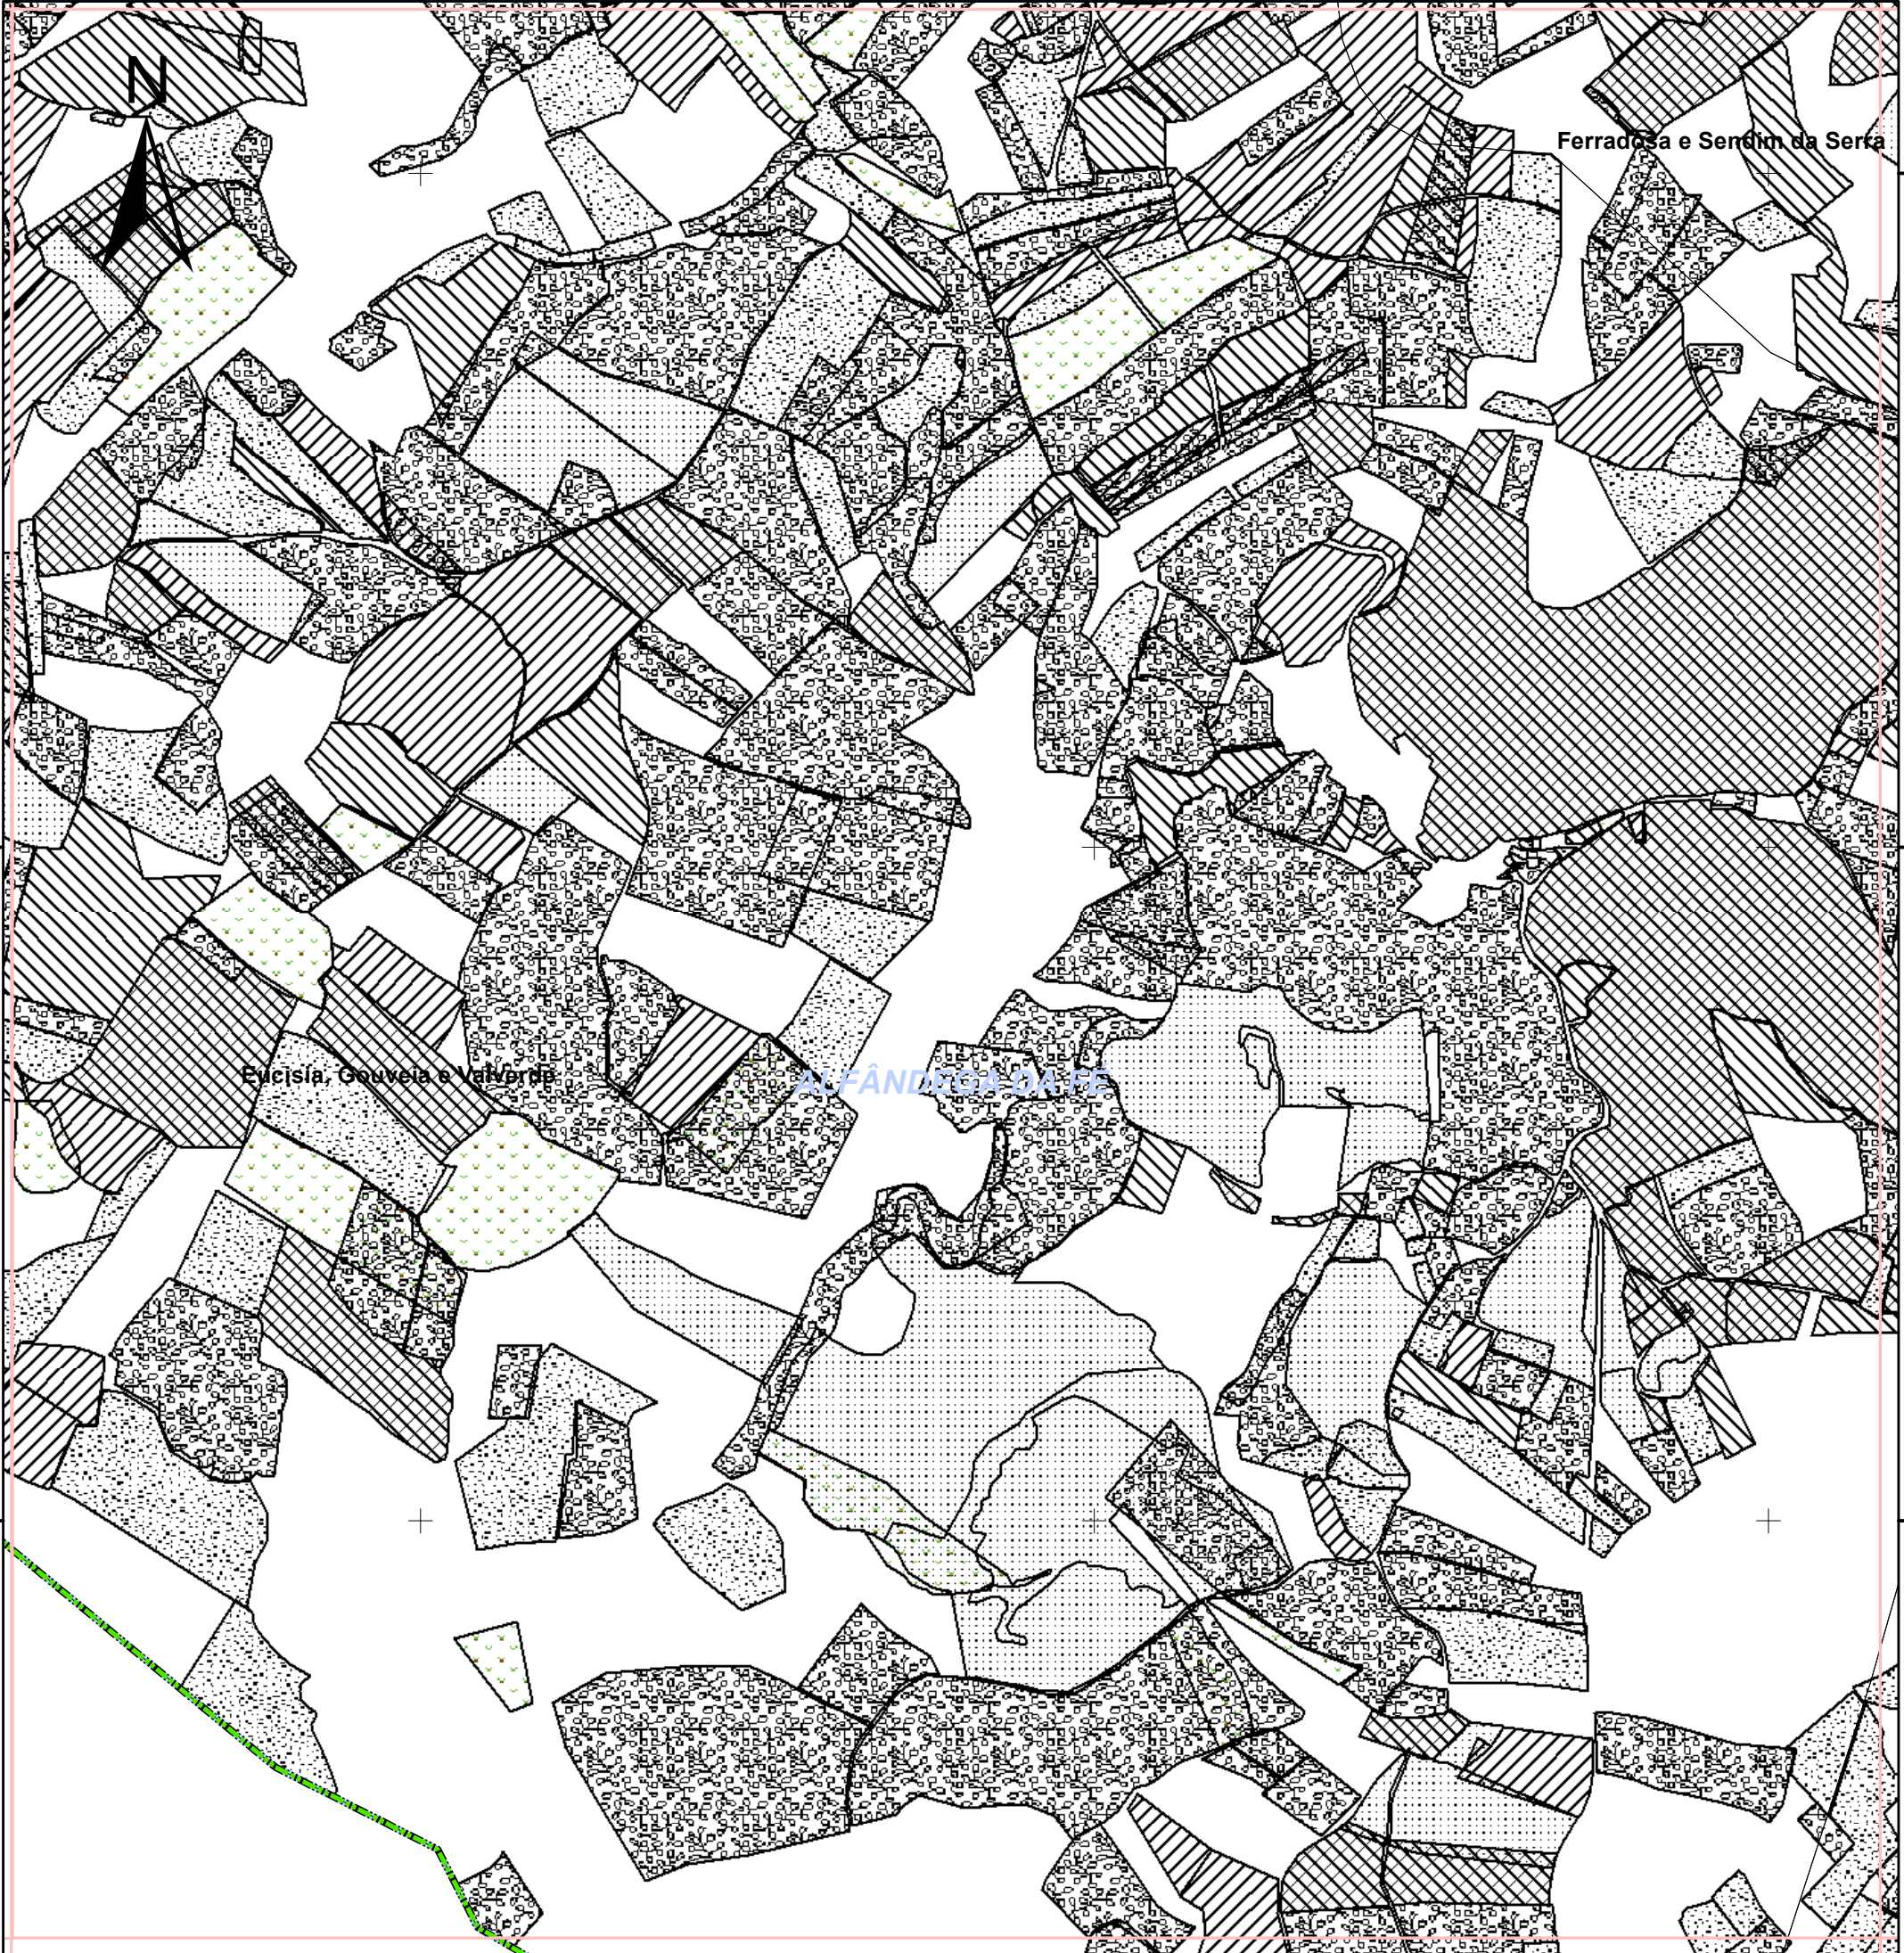 N
Ferradosa e Sendim da Serra
Eucisia, Gouveia e Valverde
ALFÂNDEGA DA FÉ